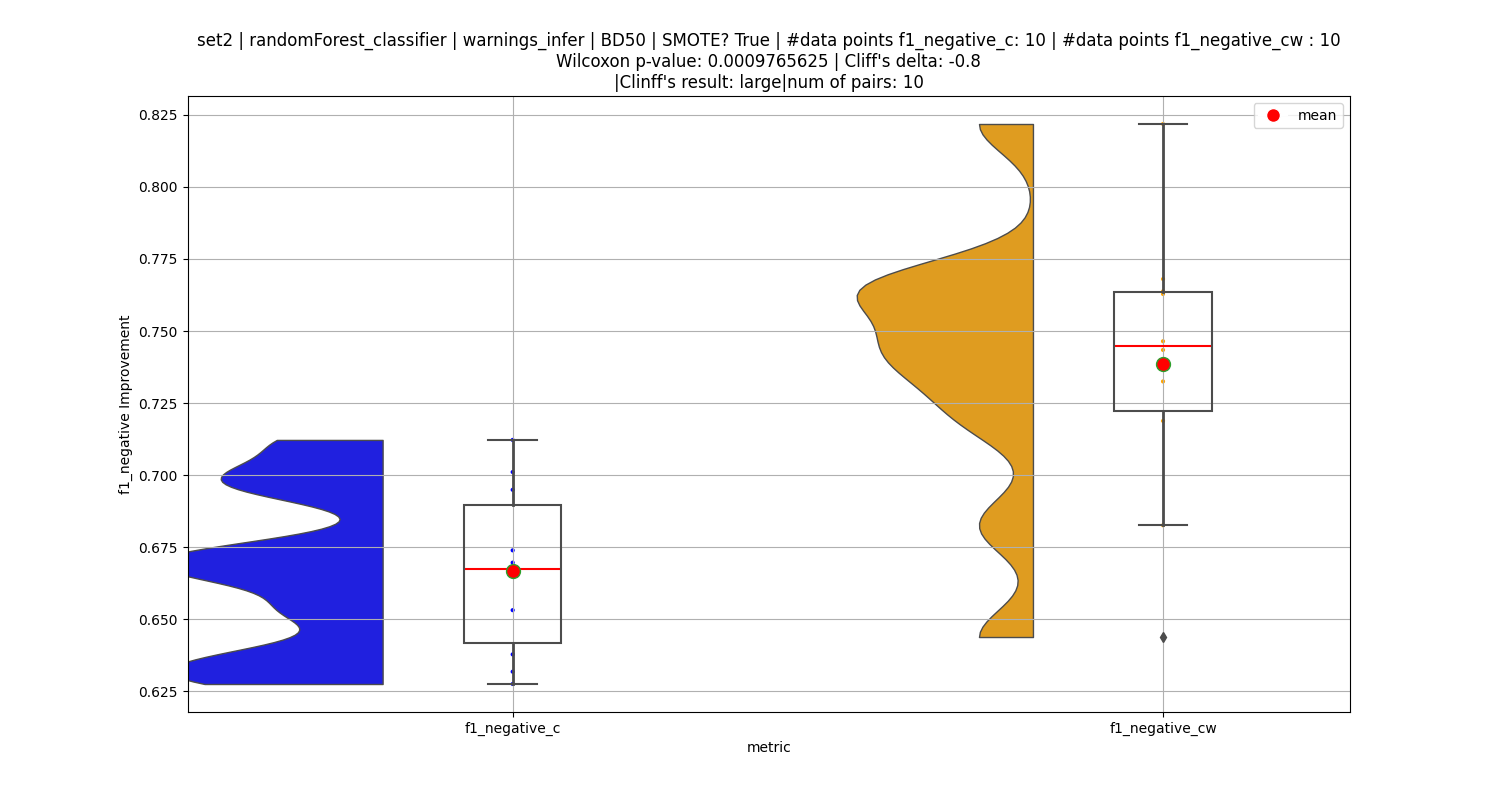 set2 | randomForest_classifier | warnings_infer | BD50 | SMOTE? True | #data points f1_negative_c: 10 | #data points f1_negative_cw : 10
Wilcoxon p-value: 0.0009765625 | Cliff's delta: -0.8
|Clinff's result: large|num of pairs: 10
mean
0.825
0.800
0.775
0.750
0.725
0.700
0.675
0.650
0.625
f1_negative Improvement
f1_negative_c
f1_negative_cw
metric